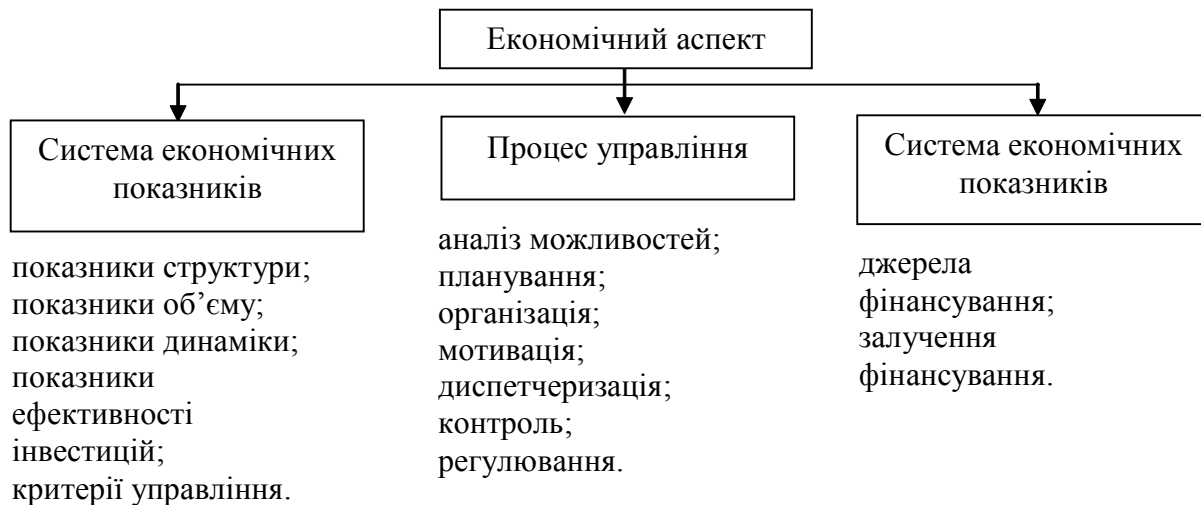 Економічний аспект
Система економічних
показників
Процес управління
Система економічних
показників
показники структури;
показники об’єму;
показники динаміки;
показники
ефективності
інвестицій;
критерії управління.
аналіз можливостей;
планування;
організація;
мотивація;
диспетчеризація;
контроль;
регулювання.
джерела
фінансування;
залучення
фінансування.